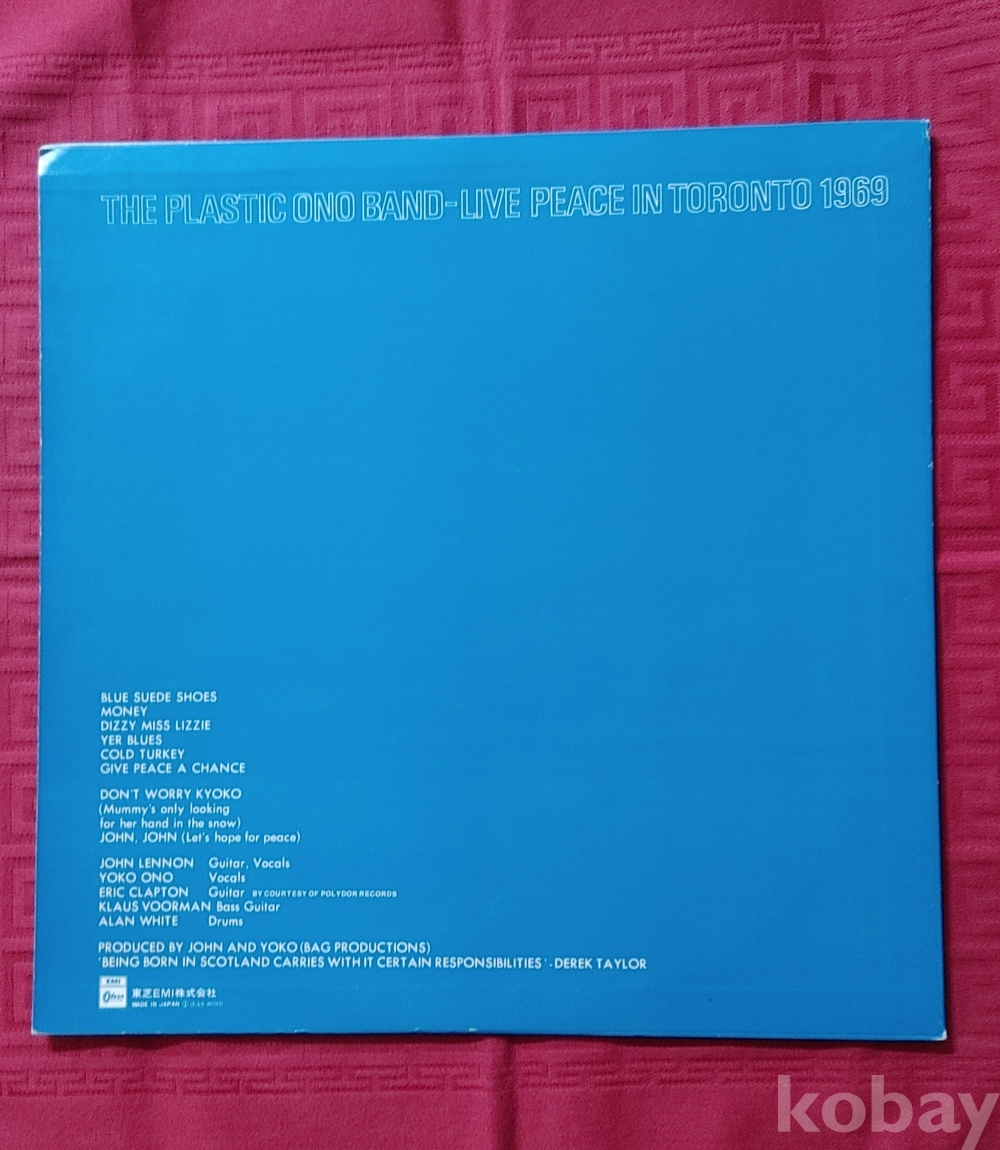 THE PLASTIC ONO BAND-LIVE PEACE IN TORONTO 1969
BLUE SUEDE SHOES
MONEY
DIZZY MISS LIZZIE
YER BLUES
COLD TURKEY
GIVE PEACE A CHANCE
DON'T WORRY KYOKO
(Mummy's only looking
for her hand in the snow)
JOHN, JOHN (Let's hope for peace)
JOHN LENNON Guitar, Vocals
YOKO ONO Vocals
ERIC CLAPTON Guitar BY COURTESY OF POLYDOR RECORDS
KLAUS VOORMAN Bass Guitar
ALAN WHITE Drums
PRODUCED BY JOHN AND YOKO (BAG PRODUCTIONS)
'BEING BORN IN SCOTLAND CARRIES WITH IT CERTAIN RESPONSIBILITIES'-DEREK TAYLOR
EMI
Odeon
東芝EMI株式会社
MADE IN JAPAN
kobay